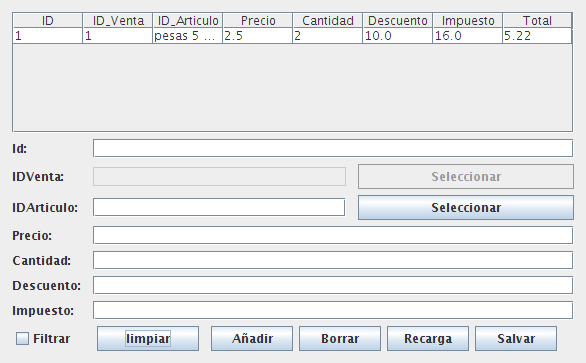 ID ID_Venta ID_Articulo Precio Cantidad Descuento Impuesto Total
1 1 pesas 5 ... 2.5 2 10.0 16.0 5.22
Id:
IDVenta: Seleccionar
IDArticulo: Seleccionar
Precio:
Cantidad:
Descuento:
Impuesto:
Filtrar limpiar Añadir Borrar Recarga Salvar